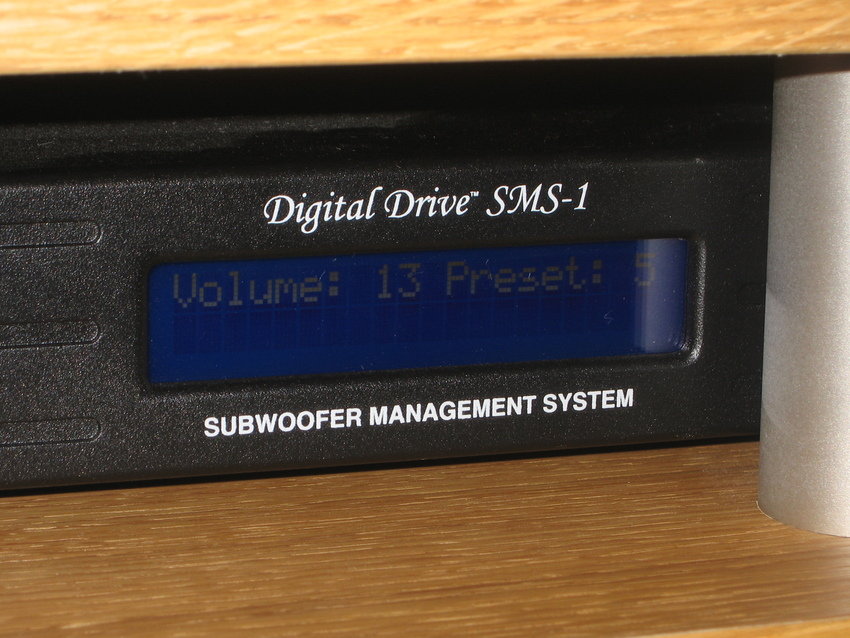 Digital Drive™ SMS-1
Volume: 13 Preset: 5
SUBWOOFER MANAGEMENT SYSTEM